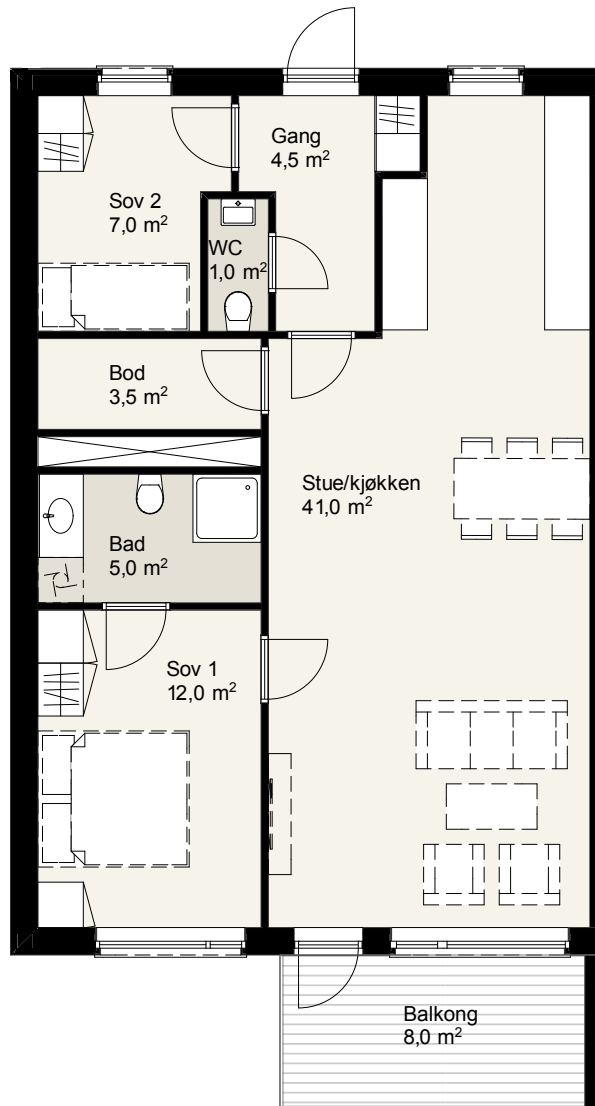 Gang
4,5 m²
Sov 2
7,0 m²
WC
1,0 m²
Bod
3,5 m²
Stue/kjøkken
41,0 m²
Bad
5,0 m²
Sov 1
12,0 m²
Balkong
8,0 m²